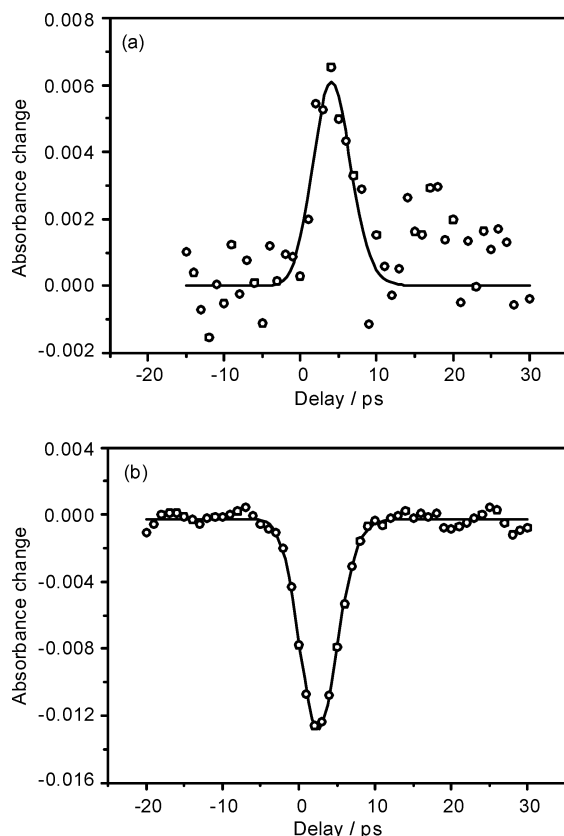 (a)
0.008
0.006
0.004
0.002
0.000
-0.002
Absorbance change
-20 -10 0 10 20 30
Delay / ps
(b)
0.004
0.000
-0.004
-0.008
-0.012
-0.016
Absorbance change
-20 -10 0 10 20 30
Delay / ps